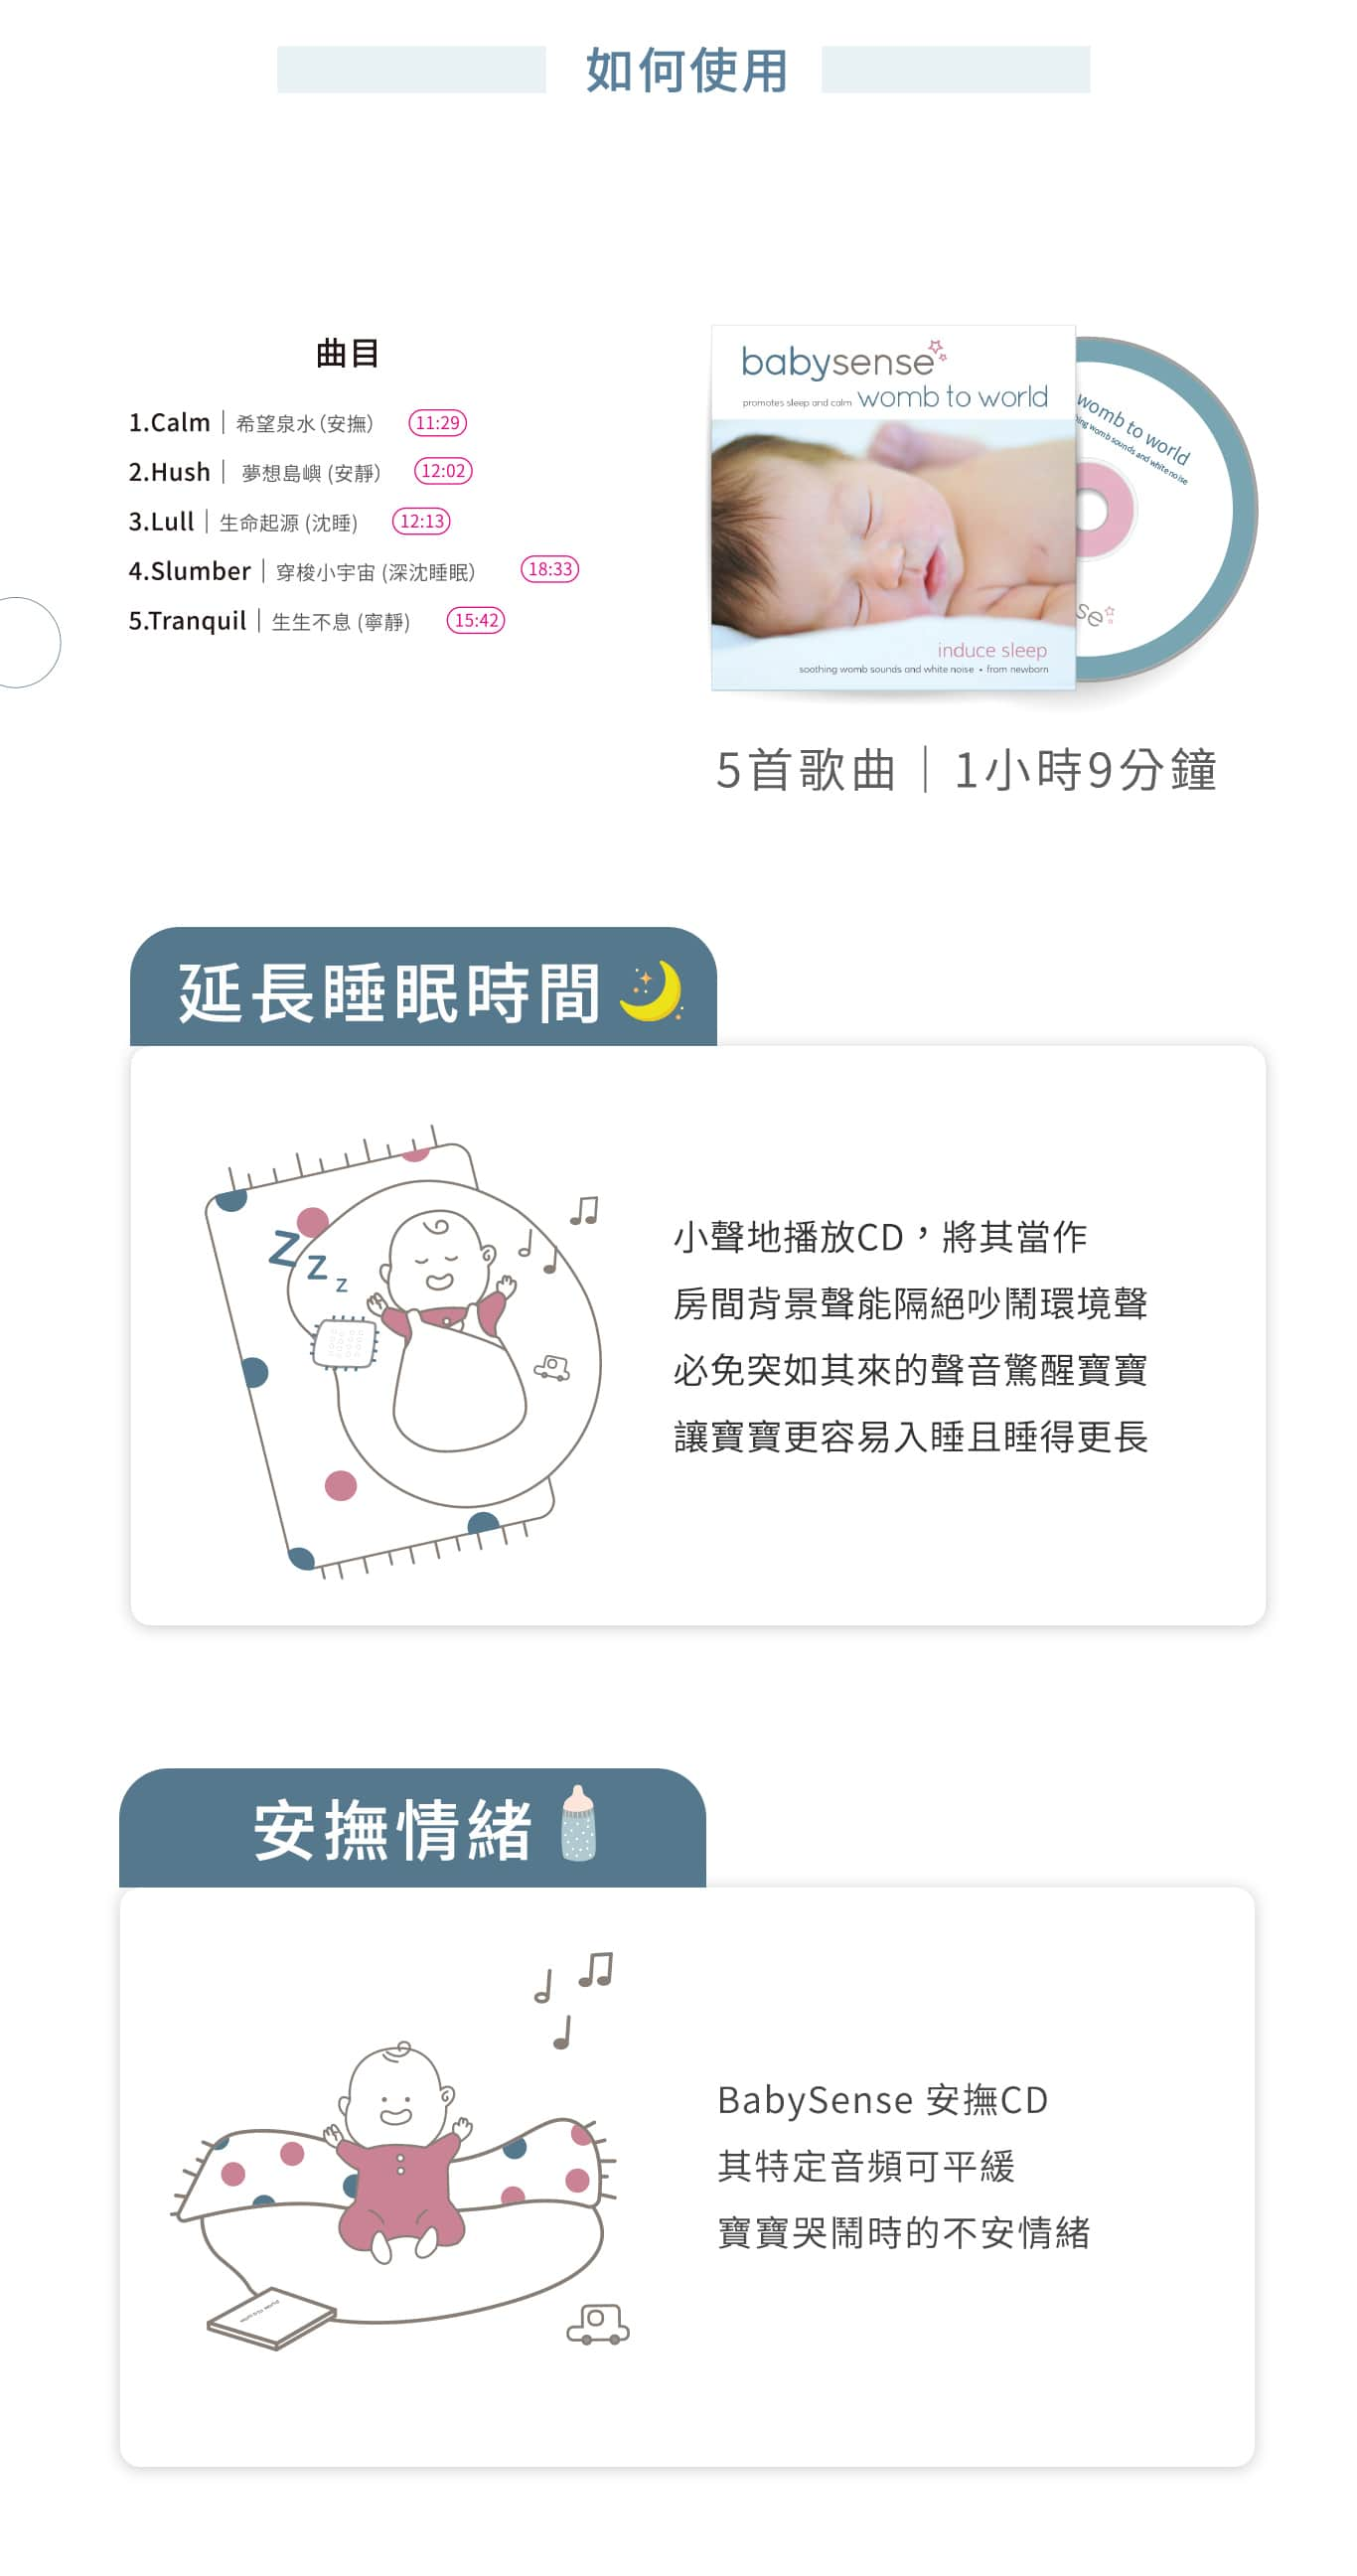 如何使用
曲目
1.Calm｜希望泉水(安撫) 11:29
2.Hush｜夢想島嶼(安靜) 12:02
3.Lull｜生命起源(沈睡) 12:13
4.Slumber｜穿梭小宇宙(深沈睡眠) 18:33
5.Tranquil｜生生不息(寧靜) 15:42
babysense
promotes sleep and calm womb to world
induce sleep
soothing womb sounds and white noise • from newborn
womb to world
ing womb sounds and white noise
se
5首歌曲｜1小時9分鐘
延長睡眠時間
Z z z
小聲地播放CD，將其當作
房間背景聲能隔絕吵鬧環境聲
必免突如其來的聲音驚醒寶寶
讓寶寶更容易入睡且睡得更長
安撫情緒
BabySense 安撫CD
其特定音頻可平緩
寶寶哭鬧時的不安情緒